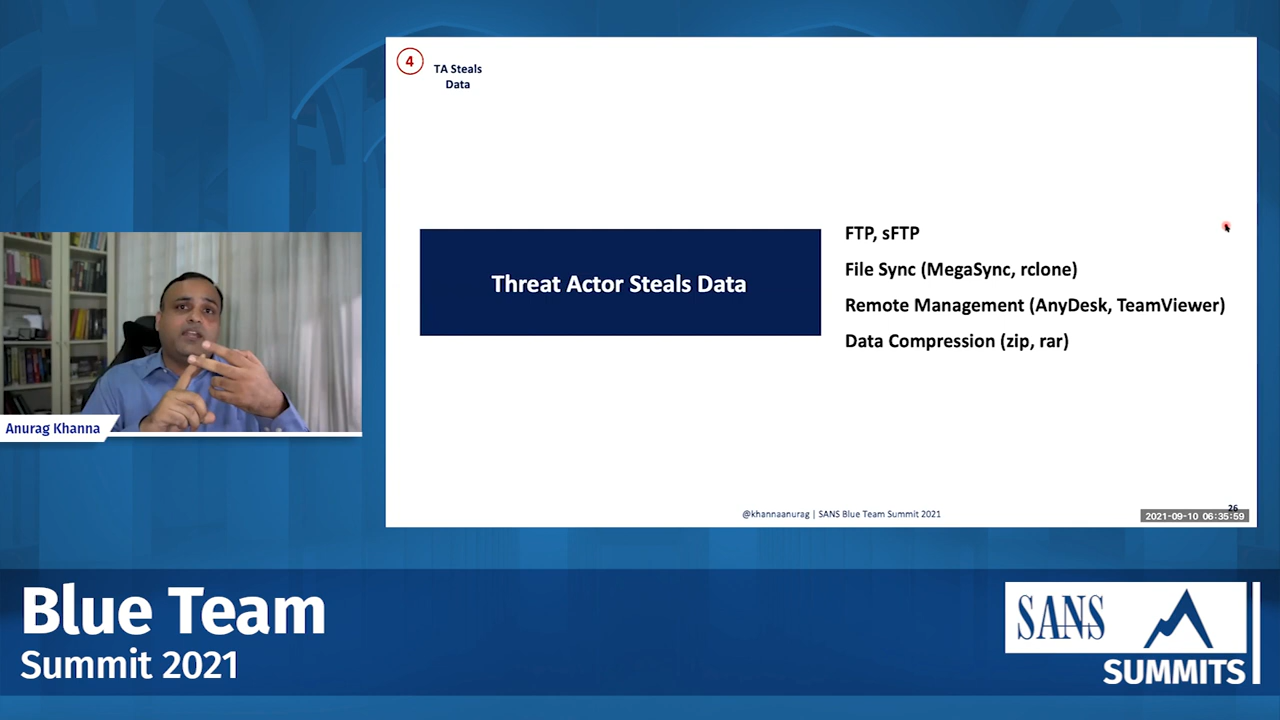 4
TA Steals
Data
Threat Actor Steals Data
FTP, sFTP
File Sync (MegaSync, rclone)
Remote Management (AnyDesk, TeamViewer)
Data Compression (zip, rar)
Anurag Khanna
@khannaanurag | SANS Blue Team Summit 2021
26
2021-09-10 06:35:59
Blue Team
Summit 2021
SANS
SUMMITS